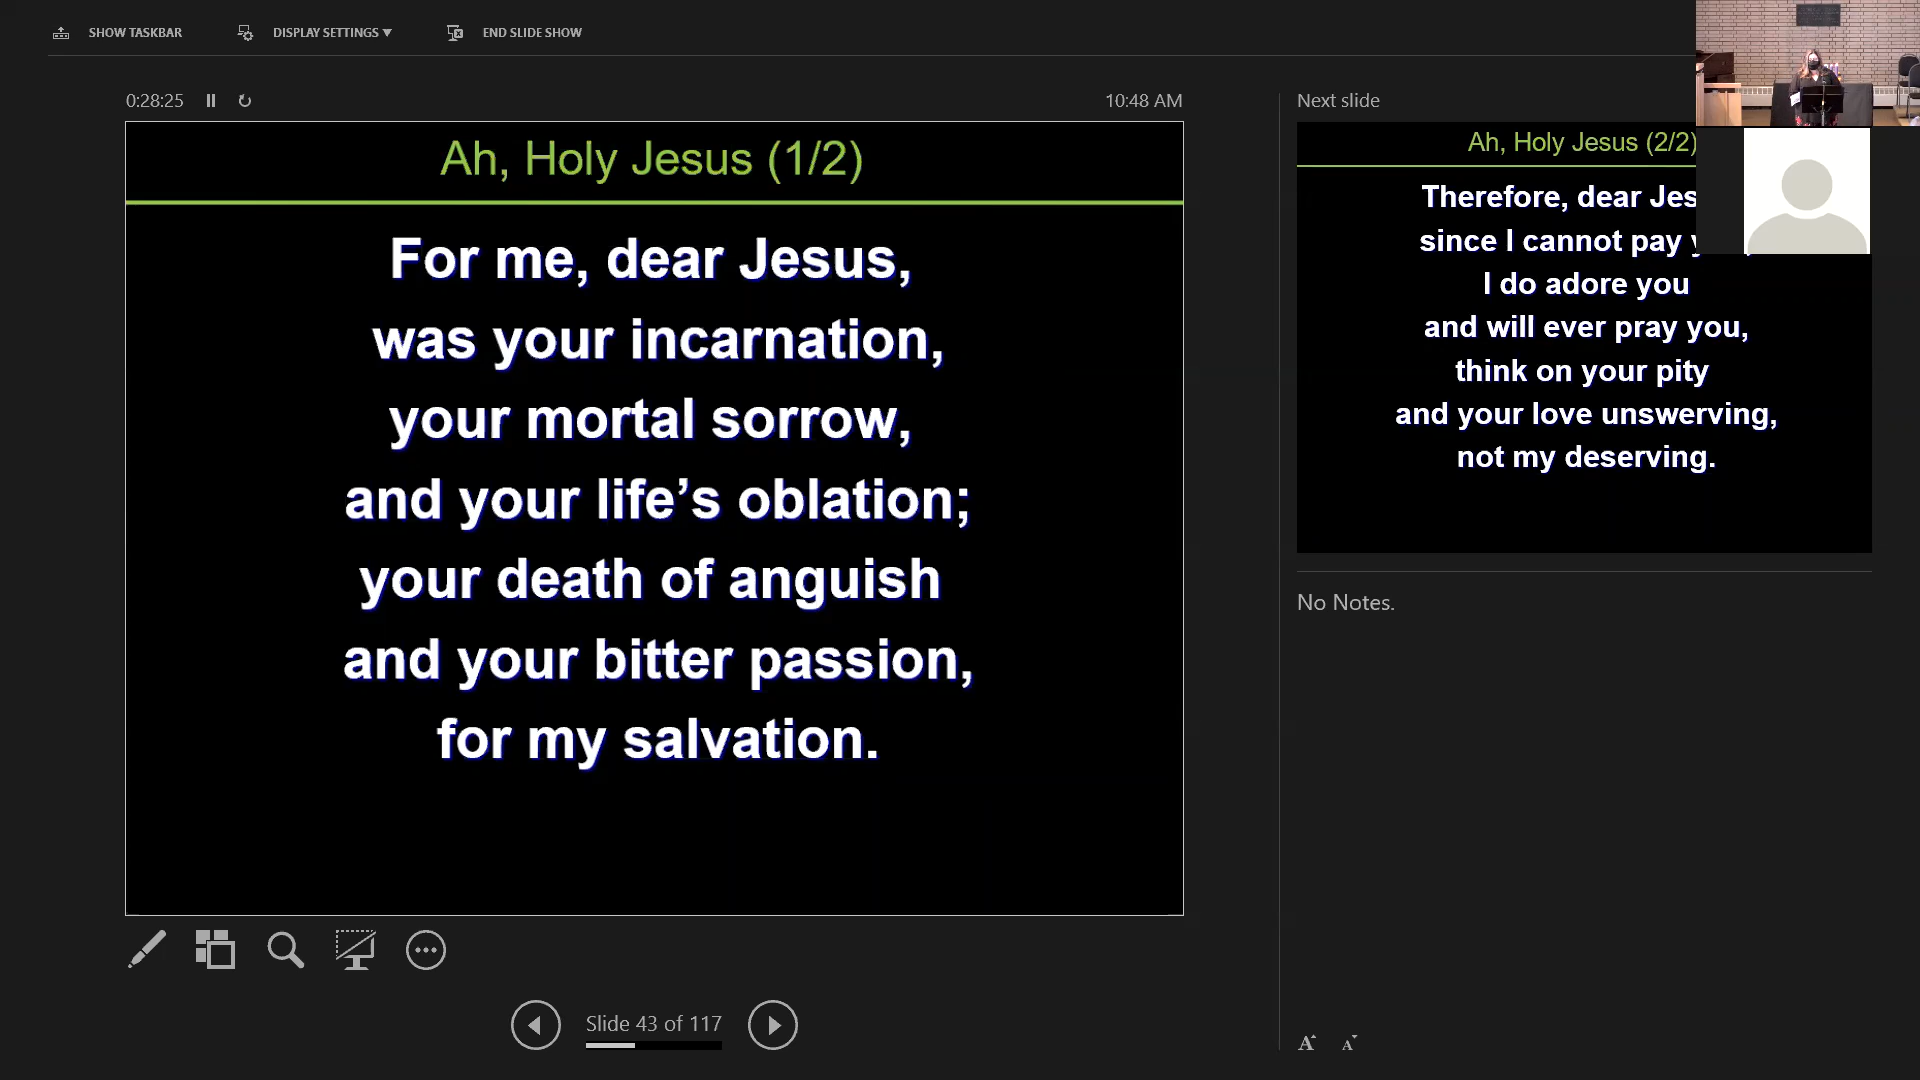 SHOW TASKBAR
DISPLAY SETTINGS ▼
END SLIDE SHOW
0:28:25
10:48 AM
Ah, Holy Jesus (1/2)
For me, dear Jesus,
was your incarnation,
your mortal sorrow,
and your life’s oblation;
your death of anguish
and your bitter passion,
for my salvation.
Slide 43 of 117
Next slide
Ah, Holy Jesus (2/2)
Therefore, dear
since I cannot pay
I do adore you
and will ever pray you,
think on your pity
and your love unswerving,
not my deserving.
No Notes.
A A